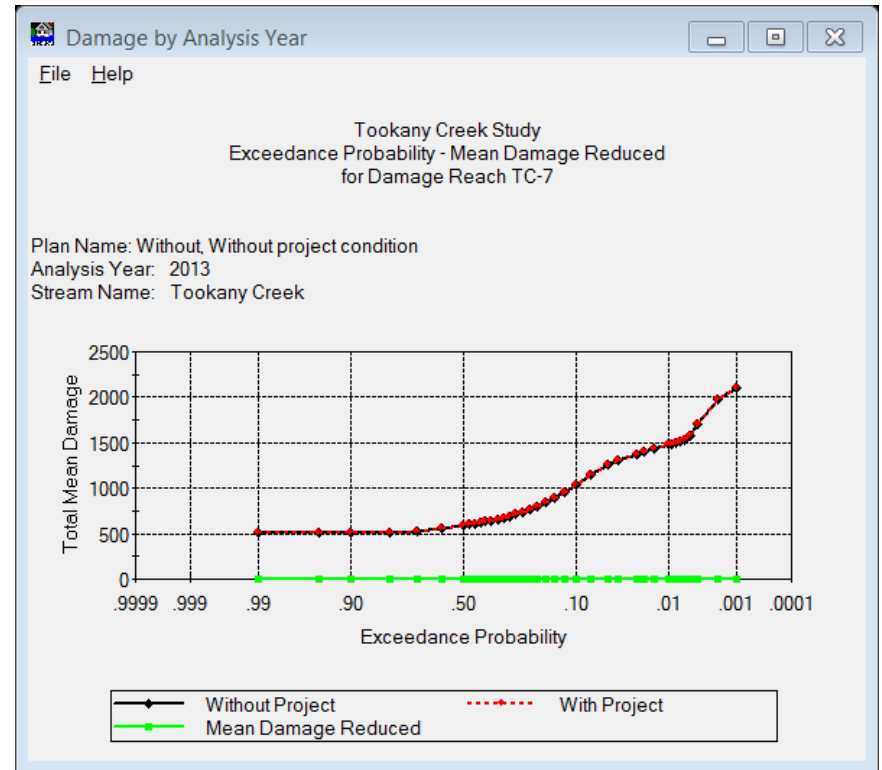 Damage by Analysis Year
File Help
Tookany Creek Study
Exceedance Probability - Mean Damage Reduced
for Damage Reach TC-7
Plan Name: Without, Without project condition
Analysis Year: 2013
Stream Name: Tookany Creek
2500
2000
1500
1000
500
0
Total Mean Damage
.9999 .999 .99 .90 .50 .10 .01 .001 .0001
Exceedance Probability
Without Project With Project
Mean Damage Reduced